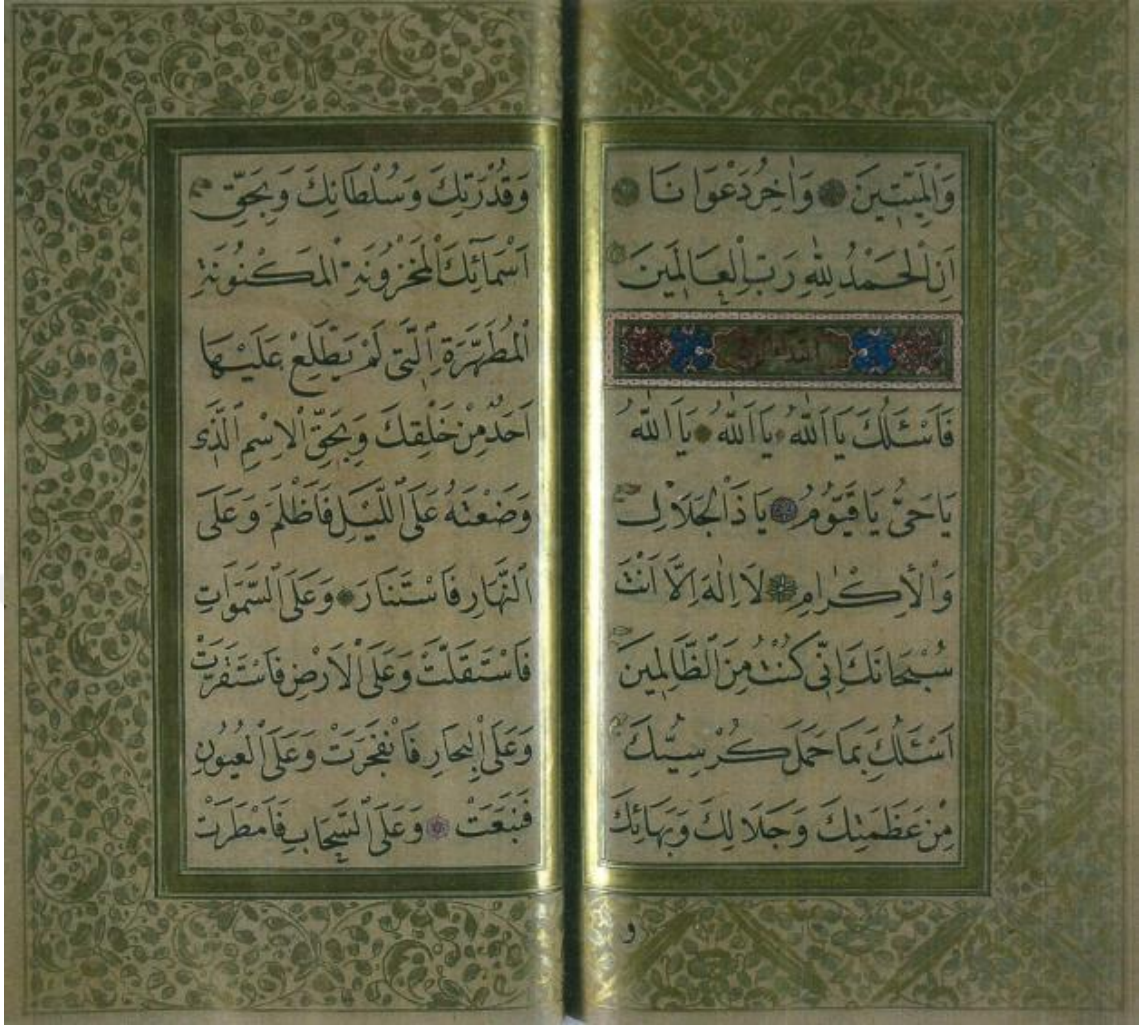 وَالْمَيِّتِينَ وَاٰخِرُ دَعْوَانَا
اَنِ الْحَمْدُ لِلّٰهِ رَبِّ الْعَالَمِينَ
فَاَسْئَلُكَ يَا اَللّٰهُ يَا اَللّٰهُ يَا اَللّٰهُ
يَا حَيُّ يَا قَيُّومُ يَا ذَا الْجَلَالِ
وَالْاِكْرَامِ لَا اِلٰهَ اِلَّا اَنْتَ
سُبْحَانَكَ اِنِّي كُنْتُ مِنَ الظَّالِمِينَ
اَسْئَلُكَ بِمَا حَمَلَ كُرْسِيُّكَ
مِنْ عَظَمَتِكَ وَجَلَالِكَ وَبَهَائِكَ
و
وَقُدْرَتِكَ وَسُلْطَانِكَ وَبِحَقِّ
اَسْمَائِكَ الْمَخْزُونَةِ الْمَكْنُونَةِ
الْمُطَهَّرَةِ الَّتِي لَمْ يَطَّلِعْ عَلَيْهَا
اَحَدٌ مِنْ خَلْقِكَ وَبِحَقِّ الْاِسْمِ الَّذِي
وَضَعْتَهُ عَلَى اللَّيْلِ فَاَظْلَمَ وَعَلَى
النَّهَارِ فَاسْتَنَارَ وَعَلَى السَّمَوَاتِ
فَاسْتَقَلَّتْ وَعَلَى الْاَرْضِ فَاسْتَقَرَّتْ
وَعَلَى الْبِحَارِ فَانْفَجَرَتْ وَعَلَى الْعُيُونِ
فَنَبَعَتْ وَعَلَى السَّحَابِ فَاَمْطَرَتْ